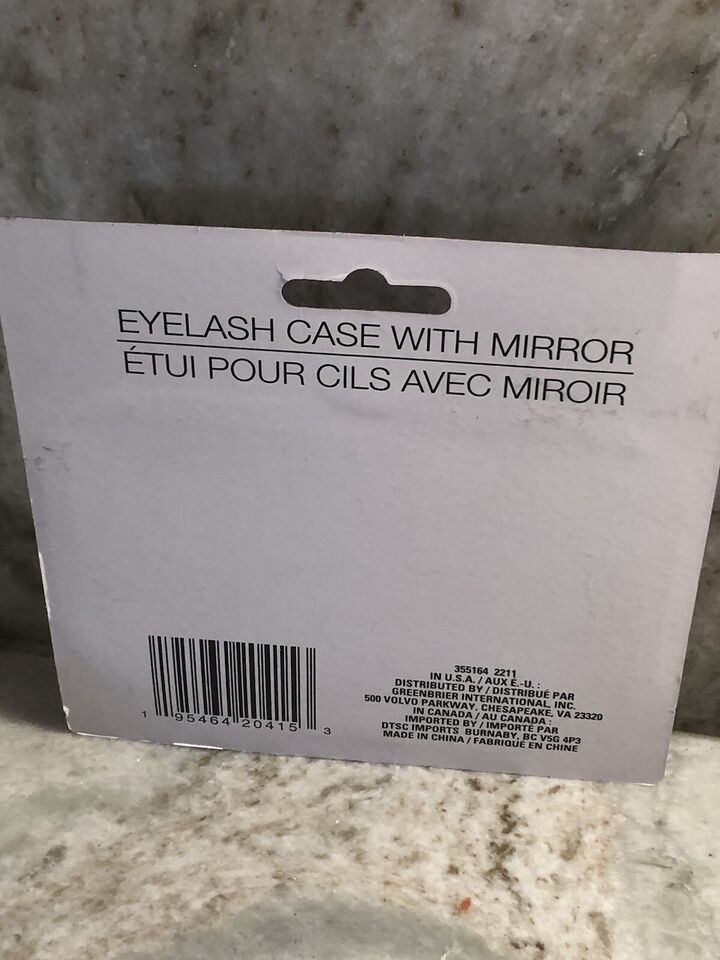 EYELASH CASE WITH MIRROR
ÉTUI POUR CILS AVEC MIROIR
1 95464 20415 3
355164 2211
IN U.S.A. / AUX É.-U. :
DISTRIBUTED BY / DISTRIBUÉ PAR
GREENBRIER INTERNATIONAL, INC.
500 VOLVO PARKWAY, CHESAPEAKE, VA 23320
IN CANADA / AU CANADA :
IMPORTED BY / IMPORTÉ PAR
DTSC IMPORTS BURNABY, BC V5G 4P3
MADE IN CHINA / FABRIQUÉ EN CHINE